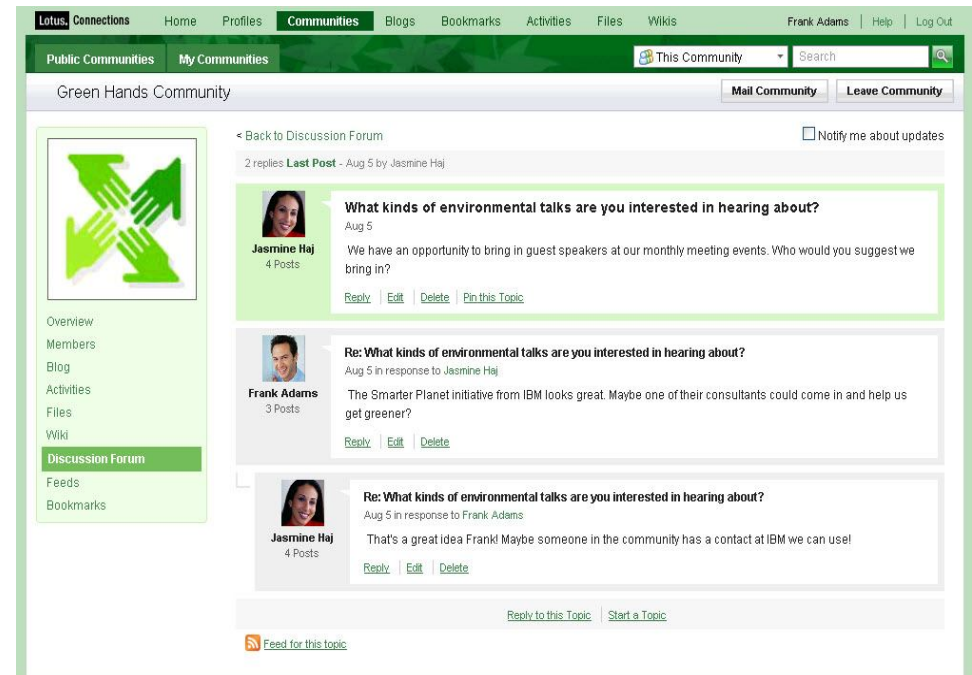 Lotus. Connections Home Profiles Communities Blogs Bookmarks Activities Files Wikis Frank Adams | Help | Log Out
Public Communities My Communities This Community Search
Green Hands Community Mail Community Leave Community
< Back to Discussion Forum Notify me about updates
2 replies Last Post - Aug 5 by Jasmine Haj
What kinds of environmental talks are you interested in hearing about?
Aug 5
Jasmine Haj
4 Posts
We have an opportunity to bring in guest speakers at our monthly meeting events. Who would you suggest we
bring in?
Reply | Edit | Delete | Pin this Topic
Overview
Members
Blog
Activities
Files
Wiki
Discussion Forum
Feeds
Bookmarks
Re: What kinds of environmental talks are you interested in hearing about?
Aug 5 in response to Jasmine Haj
Frank Adams
3 Posts
The Smarter Planet initiative from IBM looks great. Maybe one of their consultants could come in and help us
get greener?
Reply | Edit | Delete
Re: What kinds of environmental talks are you interested in hearing about?
Aug 5 in response to Frank Adams
Jasmine Haj
4 Posts
That's a great idea Frank! Maybe someone in the community has a contact at IBM we can use!
Reply | Edit | Delete
Reply to this Topic | Start a Topic
Feed for this topic